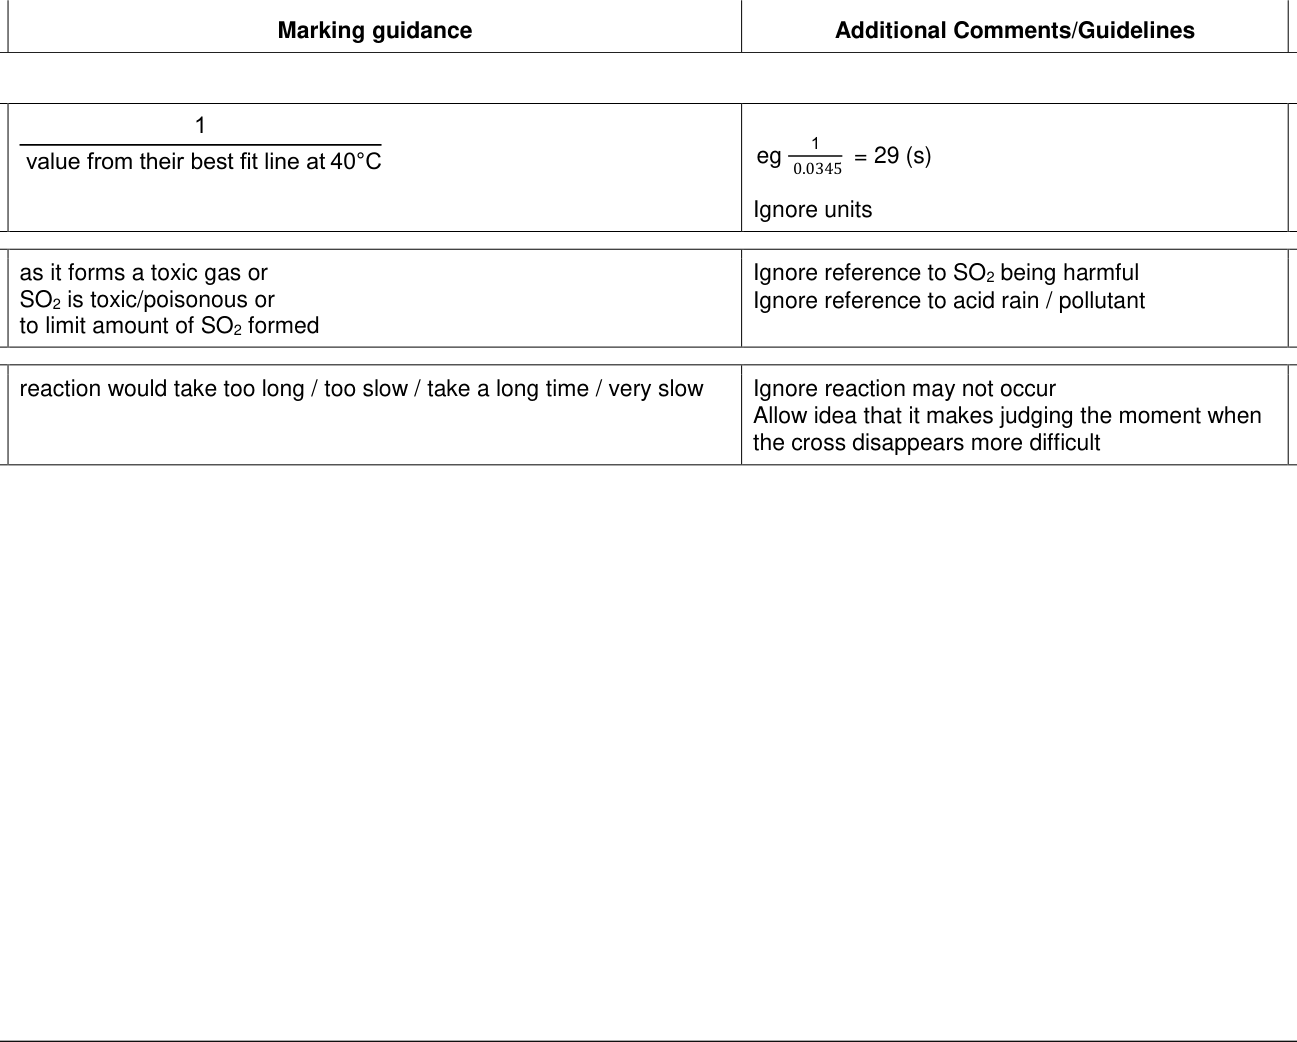 Marking guidance
Additional Comments/Guidelines
1
value from their best fit line at 40°C
eg 1/0.0345 = 29 (s)
Ignore units
as it forms a toxic gas or
SO₂ is toxic/poisonous or
to limit amount of SO₂ formed
Ignore reference to SO₂ being harmful
Ignore reference to acid rain / pollutant
reaction would take too long / too slow / take a long time / very slow
Ignore reaction may not occur
Allow idea that it makes judging the moment when
the cross disappears more difficult